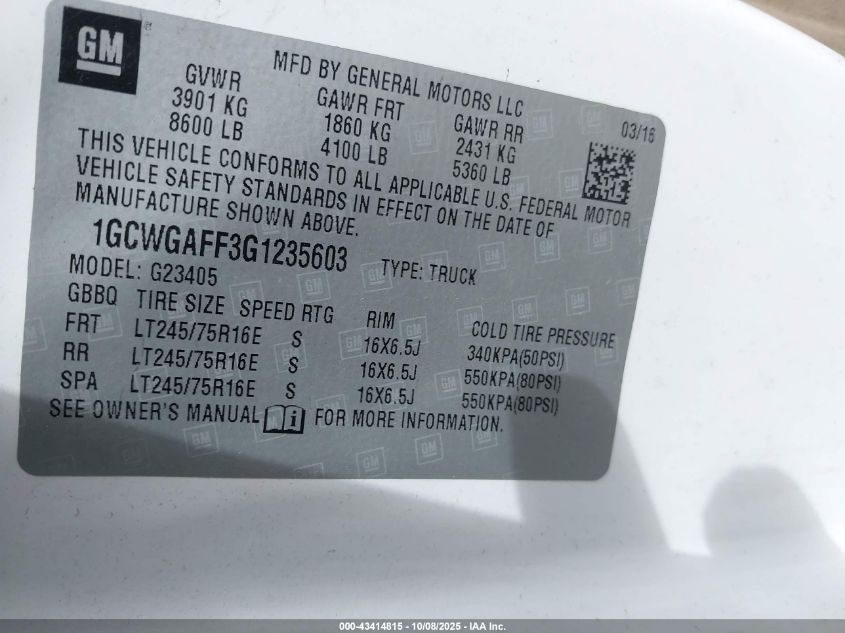 GM
MFD BY GENERAL MOTORS LLC
03/16
GVWR GAWR FRT GAWR RR
3901 KG 1860 KG 2431 KG
8600 LB 4100 LB 5360 LB
THIS VEHICLE CONFORMS TO ALL APPLICABLE U.S. FEDERAL MOTOR
VEHICLE SAFETY STANDARDS IN EFFECT ON THE DATE OF
MANUFACTURE SHOWN ABOVE.
1GCWGAFF3G1235603 TYPE: TRUCK
MODEL: G23405
GBBQ TIRE SIZE SPEED RTG RIM COLD TIRE PRESSURE
FRT LT245/75R16E S 16X6.5J 340KPA(50PSI)
RR LT245/75R16E S 16X6.5J 550KPA(80PSI)
SPA LT245/75R16E S 16X6.5J 550KPA(80PSI)
SEE OWNER'S MANUAL i FOR MORE INFORMATION.
000-43414815 - 10/08/2025 - IAA Inc.